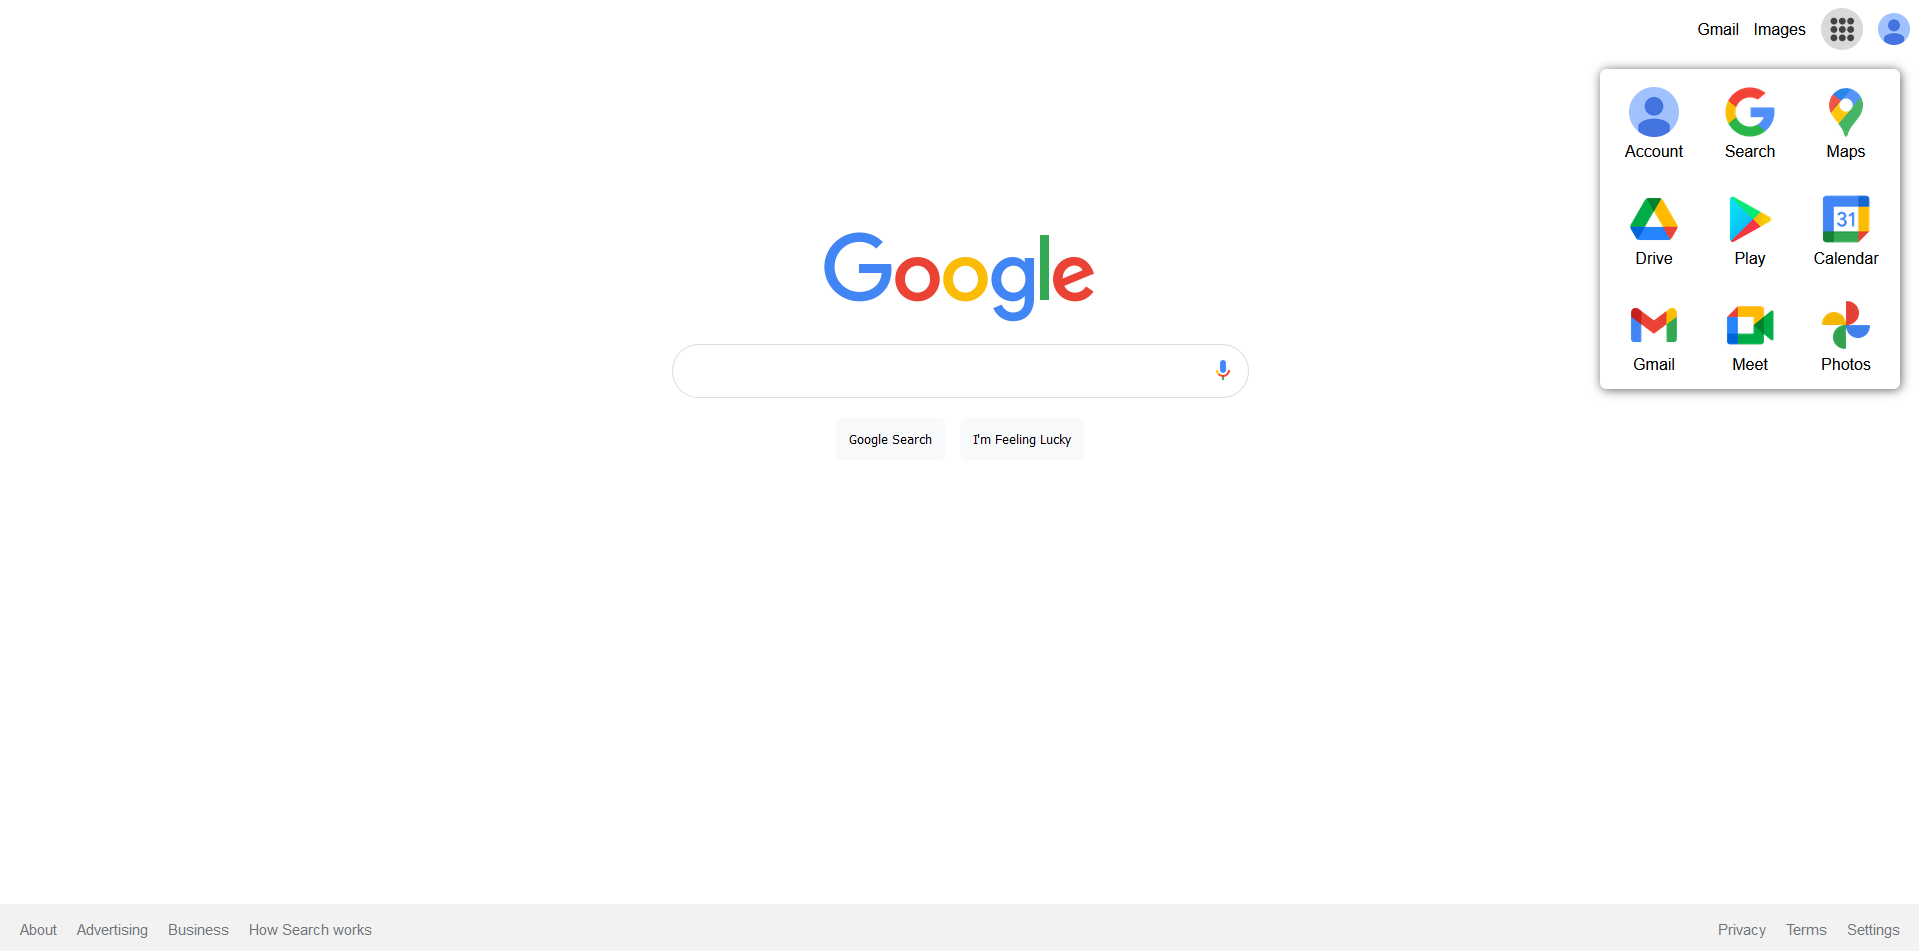 Gmail Images
Account Search Maps
Drive Play 31 Calendar
Gmail Meet Photos
Google
Google Search I'm Feeling Lucky
About Advertising Business How Search works Privacy Terms Settings